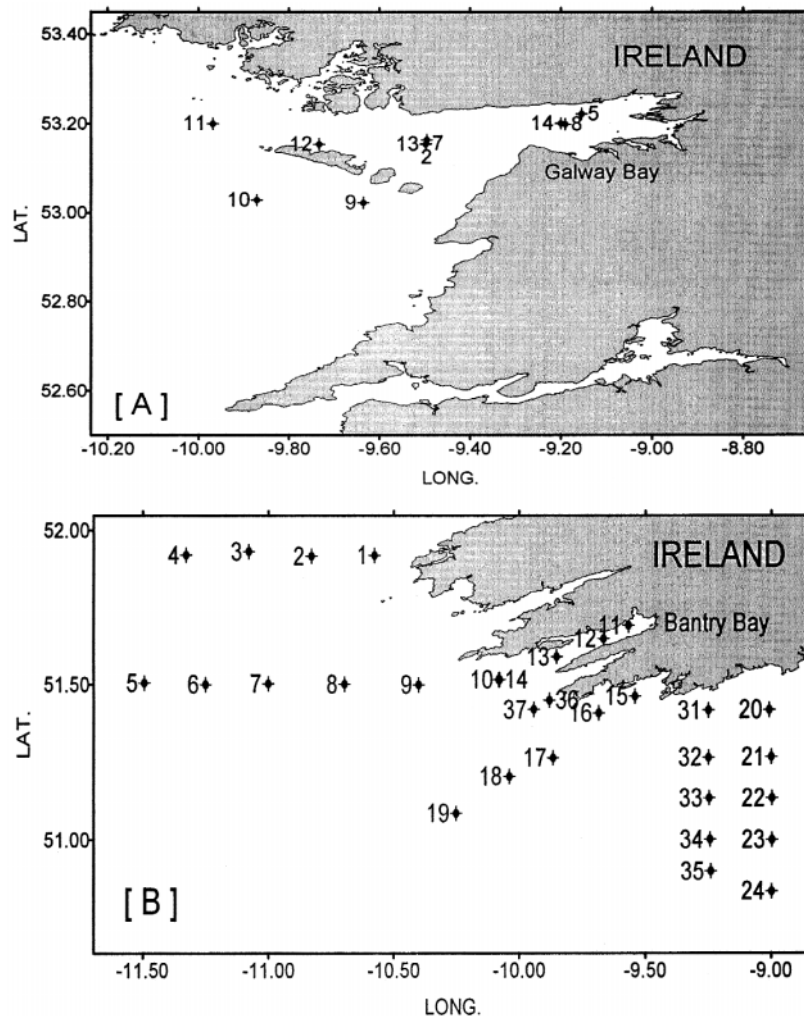 53.40
IRELAND
53.20
11
12
13 7
2
14 8
5
Galway Bay
10
9
53.00
LAT.
52.80
52.60
[ A ]
-10.20 -10.00 -9.80 -9.60 -9.40 -9.20 -9.00 -8.80
LONG.
52.00
4 3 2 1
IRELAND
11
Bantry Bay
12
13
51.50
5 6 7 8 9
10 14
15
36
37
16
31 20
LAT.
17
32 21
18
33 22
19
51.00
34 23
35
24
[ B ]
-11.50 -11.00 -10.50 -10.00 -9.50 -9.00
LONG.